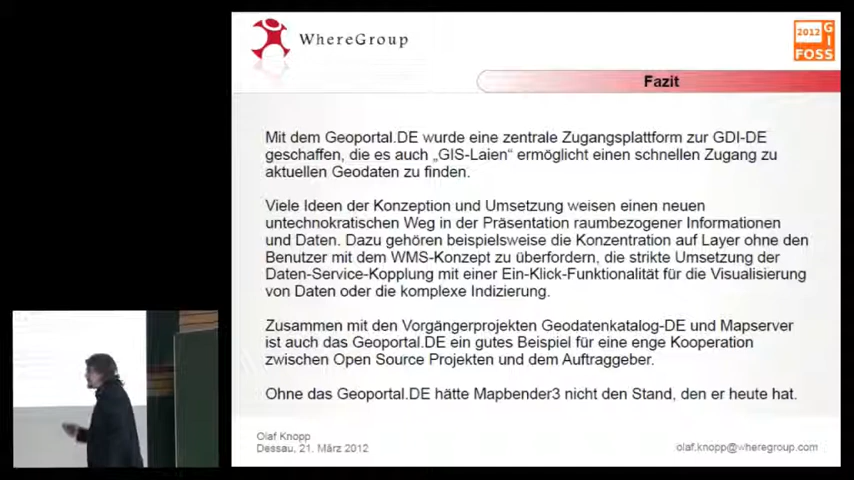 WhereGroup
2012
GI
FOSS
Fazit
Mit dem Geoportal.DE wurde eine zentrale Zugangsplattform zur GDI-DE
geschaffen, die es auch „GIS-Laien“ ermöglicht einen schnellen Zugang zu
aktuellen Geodaten zu finden.
Viele Ideen der Konzeption und Umsetzung weisen einen neuen
untechnokratischen Weg in der Präsentation raumbezogener Informationen
und Daten. Dazu gehören beispielsweise die Konzentration auf Layer ohne den
Benutzer mit dem WMS-Konzept zu überfordern, die strikte Umsetzung der
Daten-Service-Kopplung mit einer Ein-Klick-Funktionalität für die Visualisierung
von Daten oder die komplexe Indizierung.
Zusammen mit den Vorgängerprojekten Geodatenkatalog-DE und Mapserver
ist auch das Geoportal.DE ein gutes Beispiel für eine enge Kooperation
zwischen Open Source Projekten und dem Auftraggeber.
Ohne das Geoportal.DE hätte Mapbender3 nicht den Stand, den er heute hat.
Olaf Knopp
Dessau, 21. März 2012
olaf.knopp@wheregroup.com